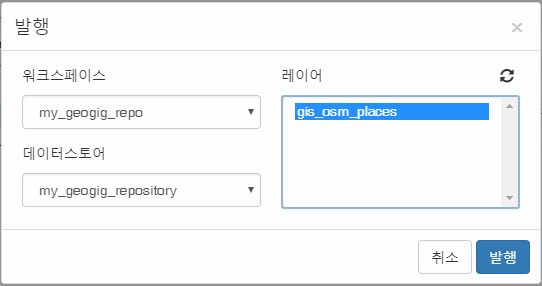 발행
워크스페이스
my_geogig_repo
데이터스토어
my_geogig_repository
레이어
gis_osm_places
취소
발행